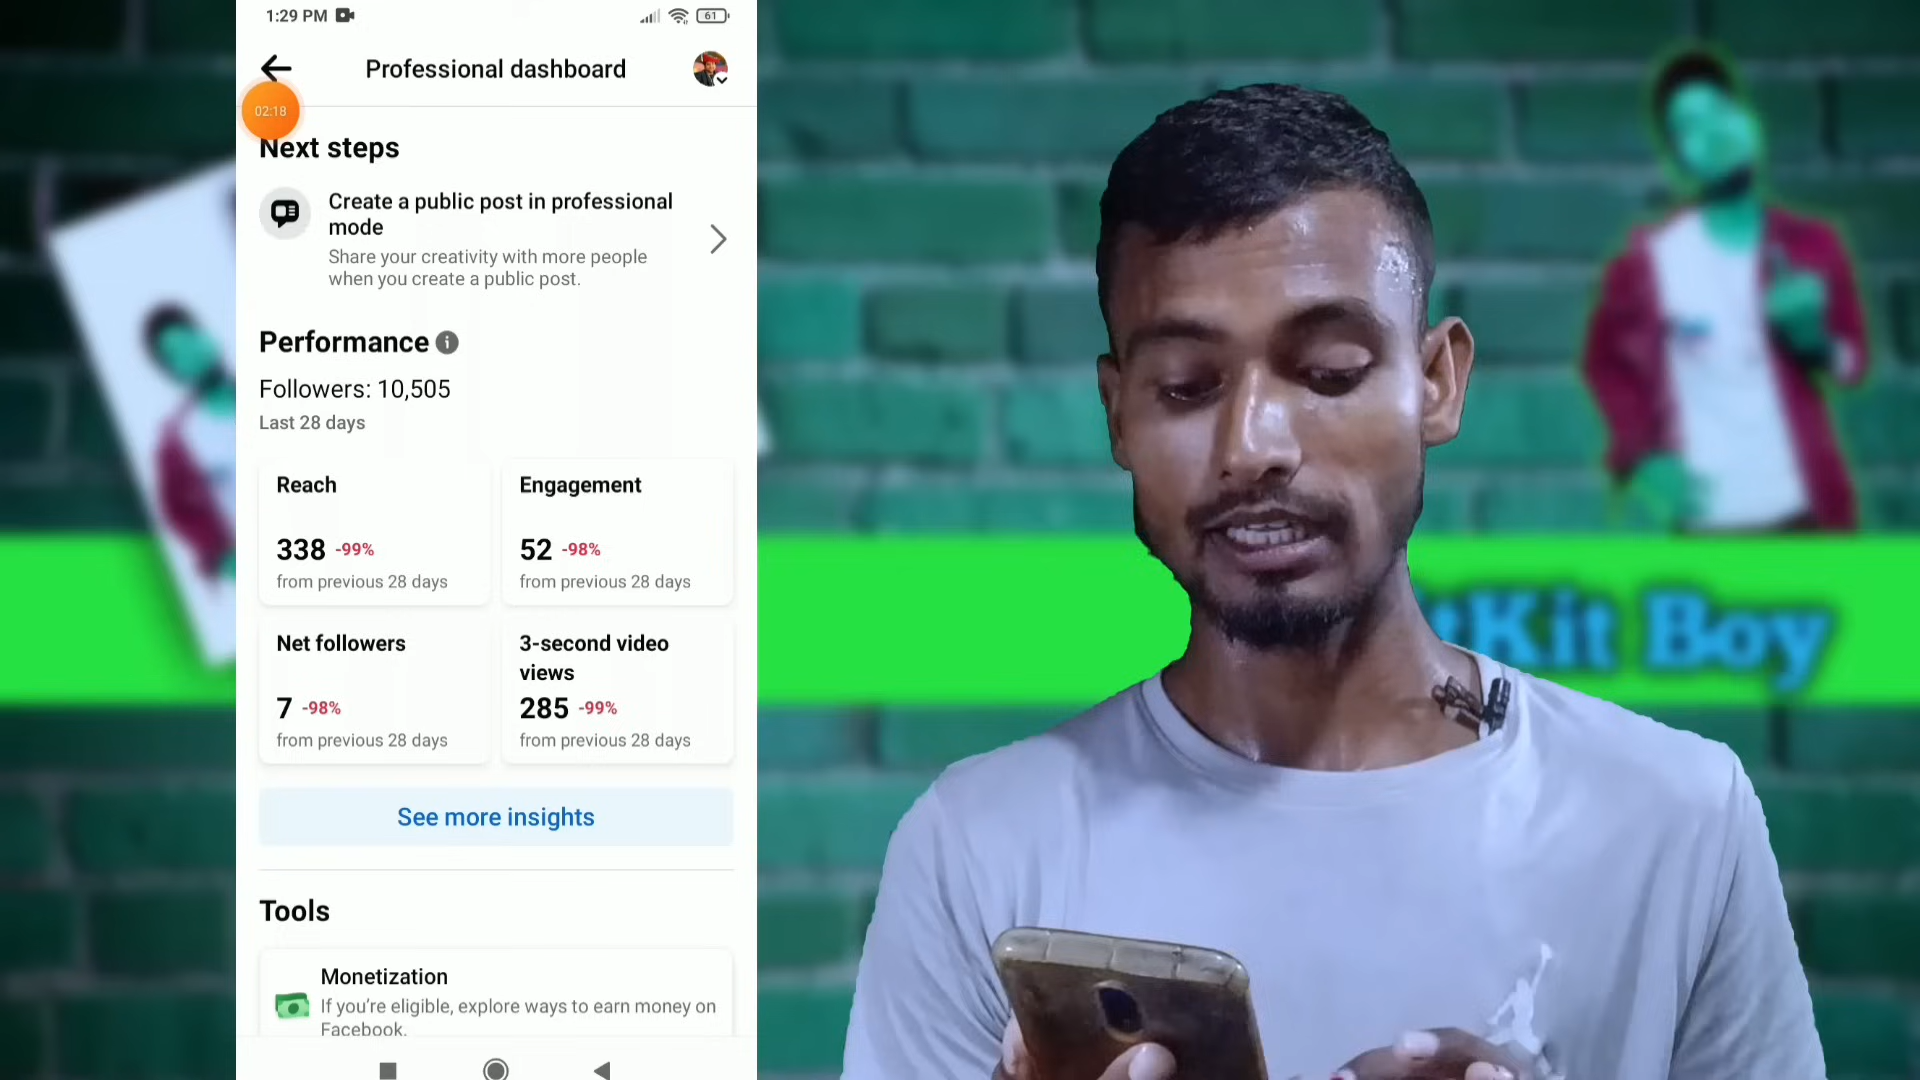 1:29 PM
61
Professional dashboard
02:18
Next steps
Create a public post in professional
mode
Share your creativity with more people
when you create a public post.
Performance
Followers: 10,505
Last 28 days
Reach
338 -99%
from previous 28 days
Engagement
52 -98%
from previous 28 days
Net followers
7 -98%
from previous 28 days
3-second video
views
285 -99%
from previous 28 days
See more insights
Tools
Monetization
If you're eligible, explore ways to earn money on
Facebook.
Boy